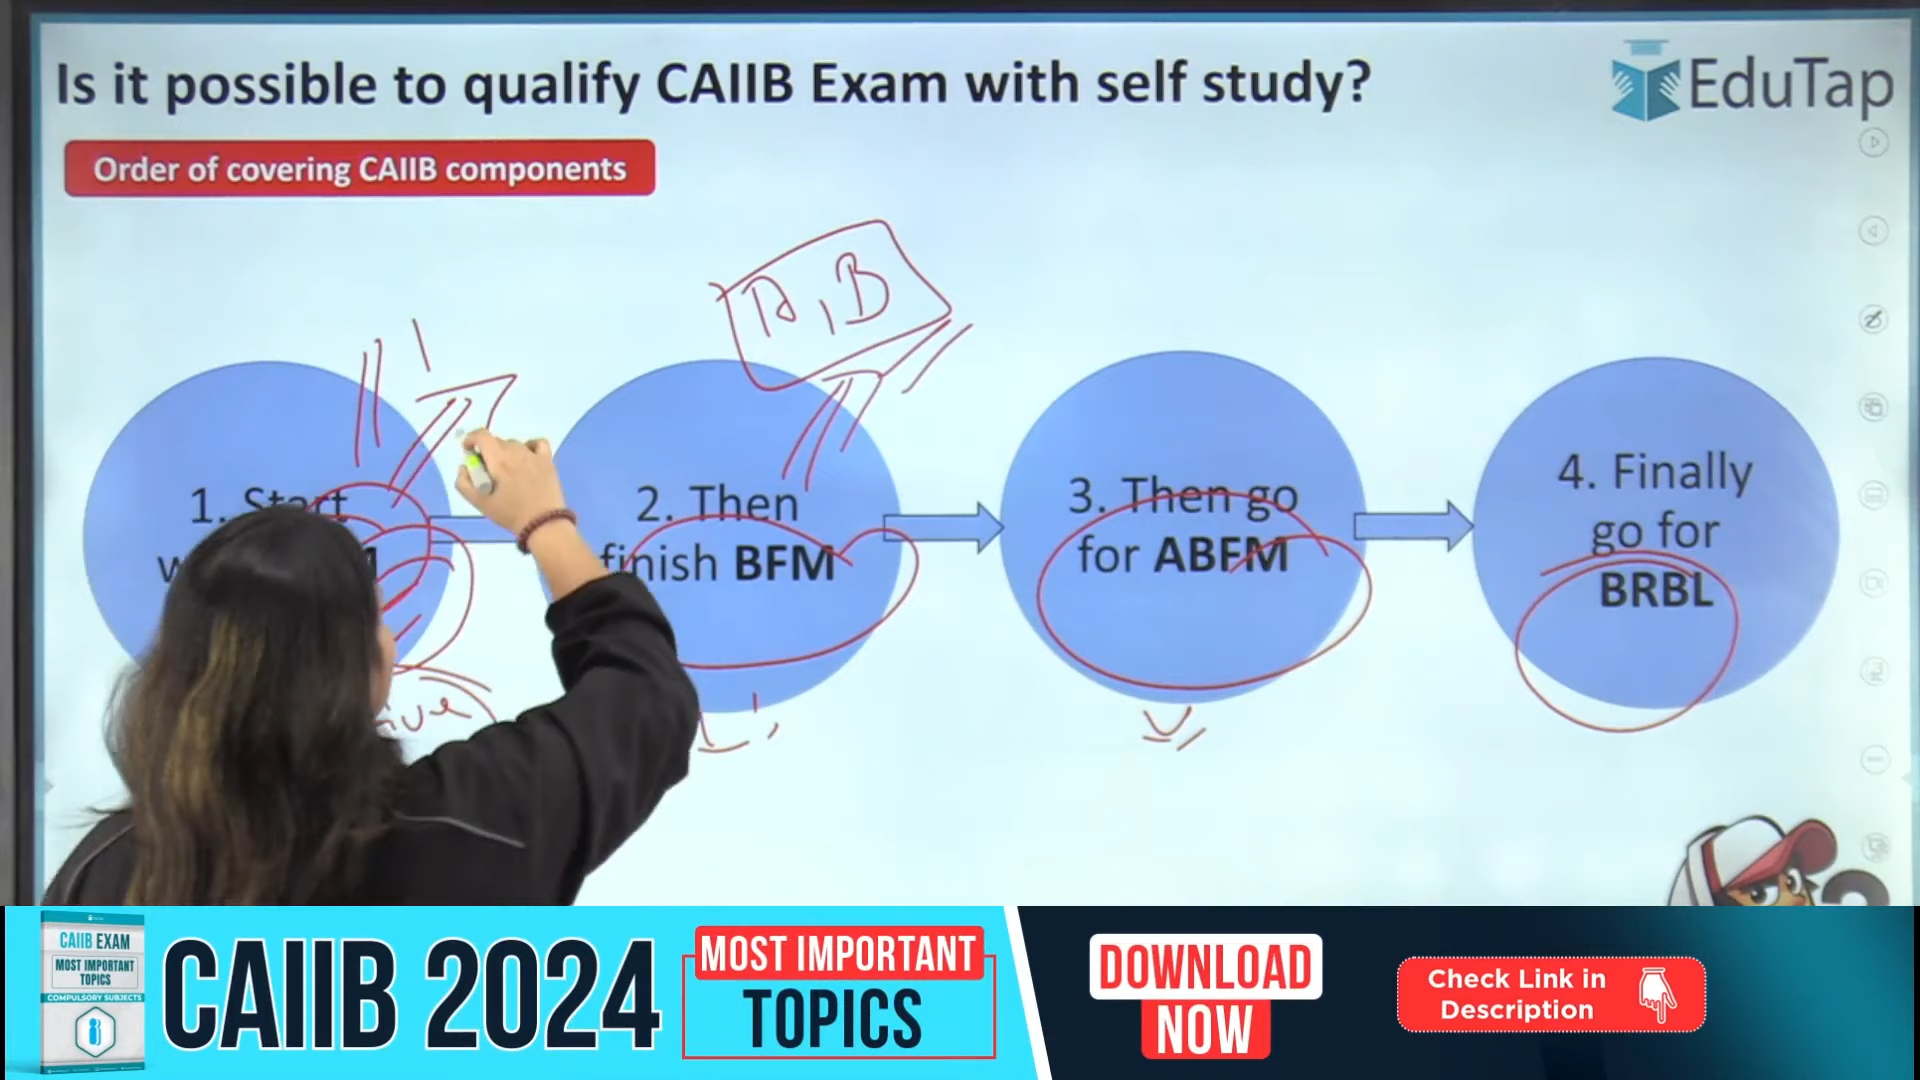 Is it possible to qualify CAIIB Exam with self study?
EduTap
Order of covering CAIIB components
A, B
1. Start
2. Then
finish BFM
3. Then go
for ABFM
4. Finally
go for
BRBL
CAIIB EXAM
MOST IMPORTANT
TOPICS
COMPULSORY SUBJECTS
CAIIB 2024
MOST IMPORTANT
TOPICS
DOWNLOAD
NOW
Check Link in
Description